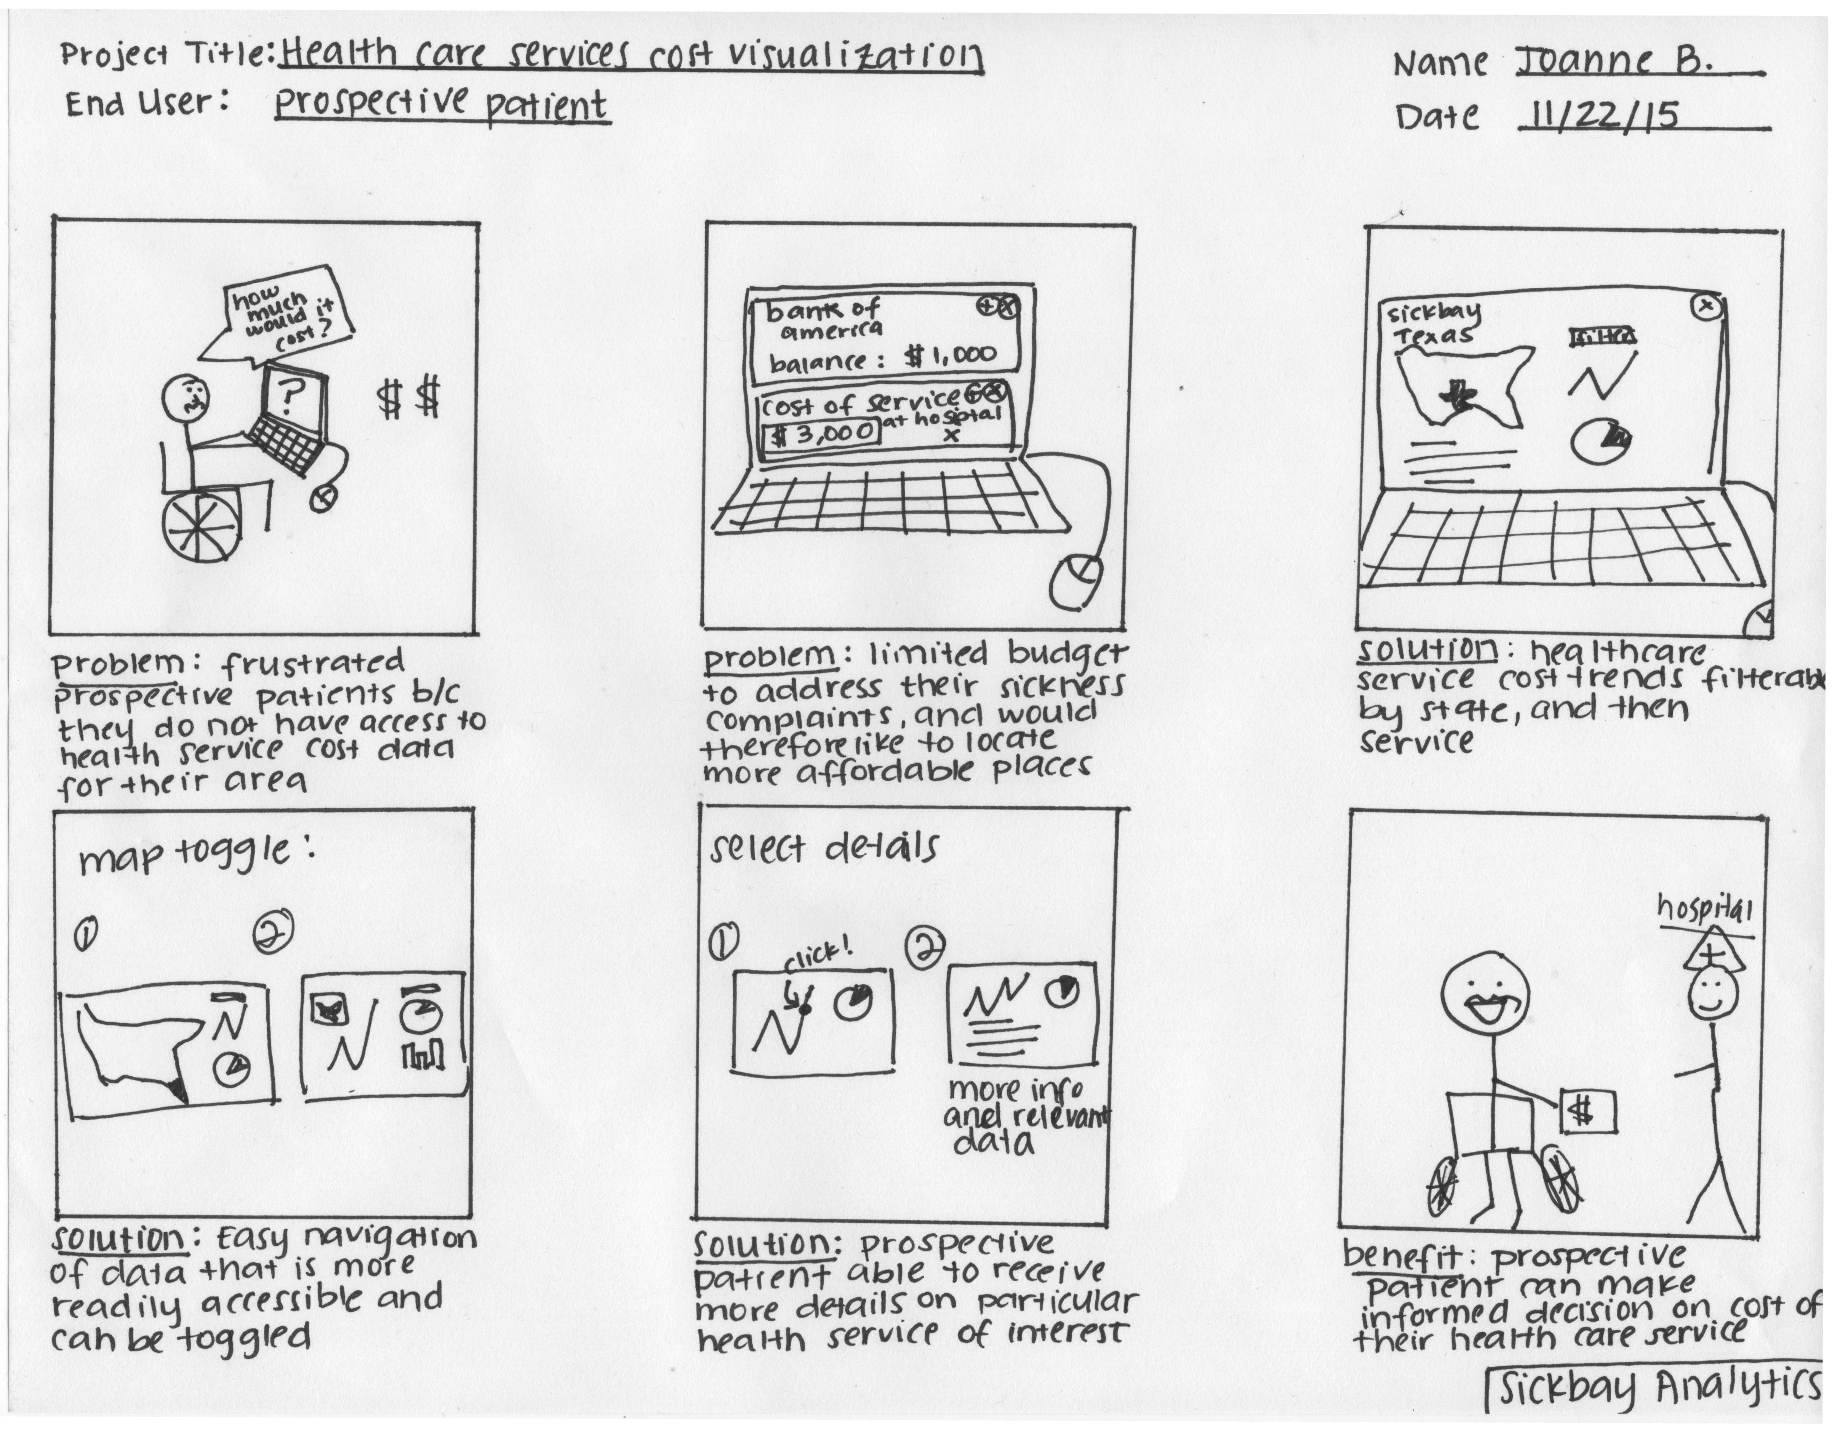 Project Title: Health care services cost visualization
Name Joanne B.
End User: prospective patient
Date 11/22/15
how
much
would it
cost?
?
$ $
problem: frustrated
prospective patients b/c
they do not have access to
health service cost data
for their area
bank of
america
balance: $1,000
cost of service
at hosiptal
$3,000
x
problem: limited budget
to address their sickness
complaints, and would
therefore like to locate
more affordable places
sickbay
Texas
filter
solution: healthcare
service cost trends filterab
by state, and then
service
map toggle:
1 2
solution: Easy navigation
of data that is more
readily accessible and
can be toggled
select details
1 2
click!
more info
and relevant
data
solution: prospective
patient able to receive
more details on particular
health service of interest
hospital
$
benefit: prospective
patient can make
informed decision on cost of
their health care service
Sickbay Analytics